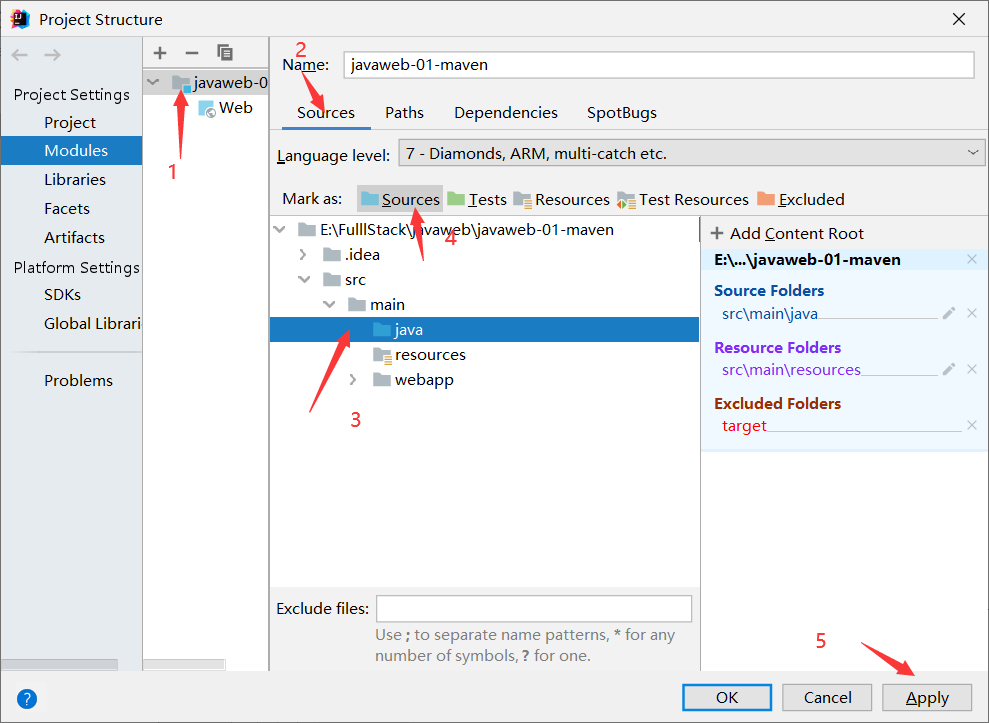 Project Structure
Project Settings
Project
Modules
Libraries
Facets
Artifacts
Platform Settings
SDKs
Global Librari
Problems
javaweb-0
Web
1
2
Name: javaweb-01-maven
Sources Paths Dependencies SpotBugs
Language level: 7 - Diamonds, ARM, multi-catch etc.
Mark as: Sources Tests Resources Test Resources Excluded
E:\FulllStack\javaweb\javaweb-01-maven
4
.idea
src
main
java
resources
webapp
3
Add Content Root
E:\...\javaweb-01-maven
Source Folders
src\main\java
Resource Folders
src\main\resources
Excluded Folders
target
Exclude files:
Use ; to separate name patterns, * for any
number of symbols, ? for one.
5
?
OK Cancel Apply